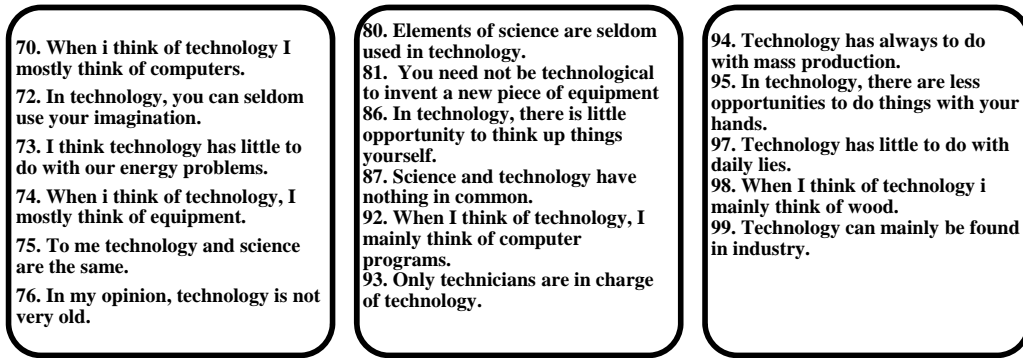 70. When i think of technology I
mostly think of computers.
72. In technology, you can seldom
use your imagination.
73. I think technology has little to
do with our energy problems.
74. When i think of technology, I
mostly think of equipment.
75. To me technology and science
are the same.
76. In my opinion, technology is not
very old.
80. Elements of science are seldom
used in technology.
81. You need not be technological
to invent a new piece of equipment
86. In technology, there is little
opportunity to think up things
yourself.
87. Science and technology have
nothing in common.
92. When I think of technology, I
mainly think of computer
programs.
93. Only technicians are in charge
of technology.
94. Technology has always to do
with mass production.
95. In technology, there are less
opportunities to do things with your
hands.
97. Technology has little to do with
daily lies.
98. When I think of technology i
mainly think of wood.
99. Technology can mainly be found
in industry.